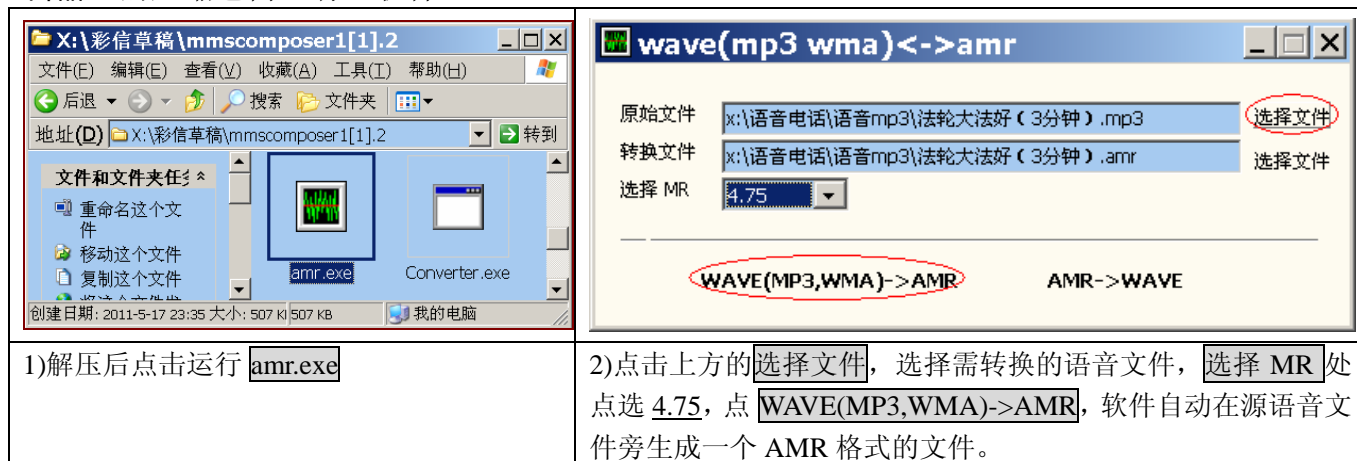 X:\彩信草稿\mmscomposer1[1].2
文件(F) 编辑(E) 查看(V) 收藏(A) 工具(T) 帮助(H)
后退 搜索 文件夹
地址(D) X:\彩信草稿\mmscomposer1[1].2 转到
文件和文件夹任
重命名这个文
件
移动这个文件
复制这个文件
amr.exe
Converter.exe
创建日期: 2011-5-17 23:35 大小: 507 K 507 KB 我的电脑
wave(mp3 wma)<->amr
原始文件 x:\语音电话\语音mp3\法轮大法好（3分钟）.mp3 选择文件
转换文件 x:\语音电话\语音mp3\法轮大法好（3分钟）.amr 选择文件
选择 MR 4.75
WAVE(MP3,WMA)->AMR AMR->WAVE
1)解压后点击运行 amr.exe
2)点击上方的选择文件，选择需转换的语音文件，选择 MR 处
点选 4.75，点 WAVE(MP3,WMA)->AMR，软件自动在源语音文
件旁生成一个 AMR 格式的文件。